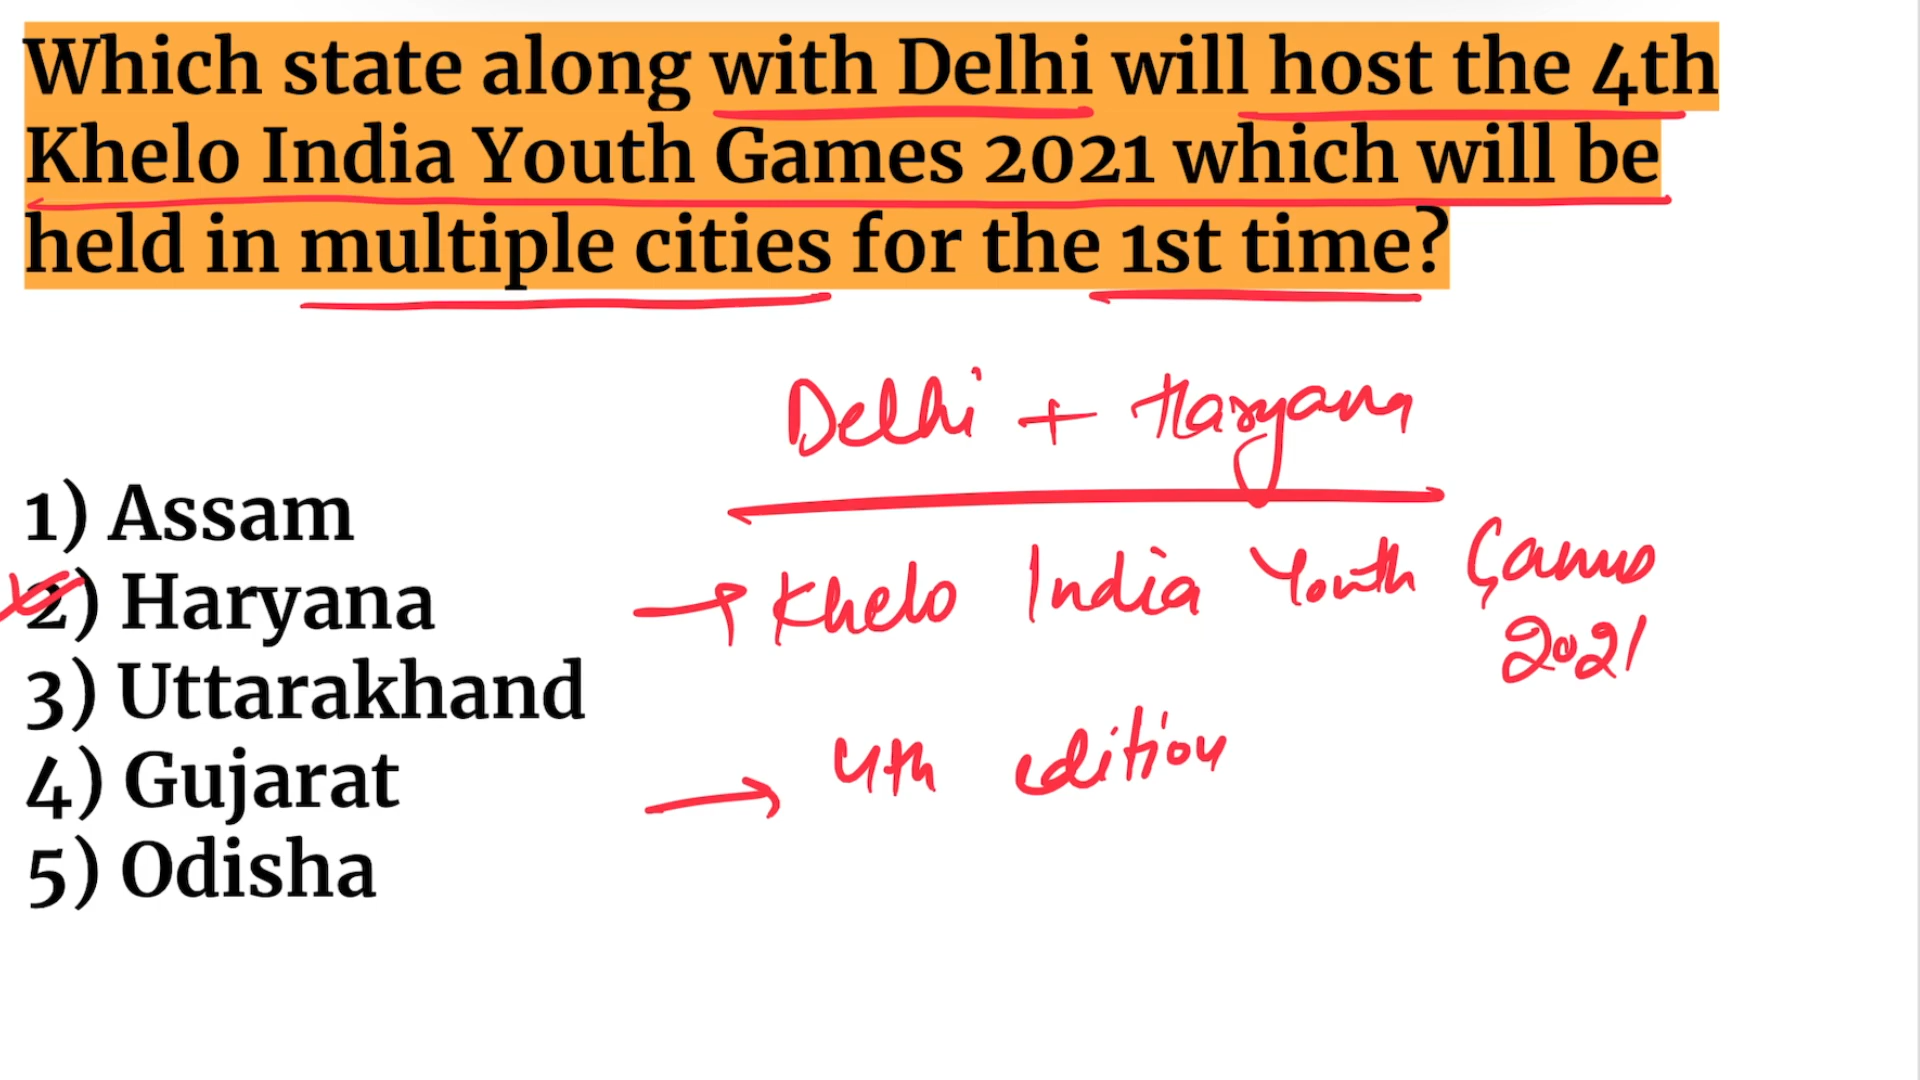 Which state along with Delhi will host the 4th
Khelo India Youth Games 2021 which will be
held in multiple cities for the 1st time?
Delhi + Haryana
1) Assam
2) Haryana
3) Uttarakhand
4) Gujarat
5) Odisha
Khelo India Youth Games
2021
4th edition